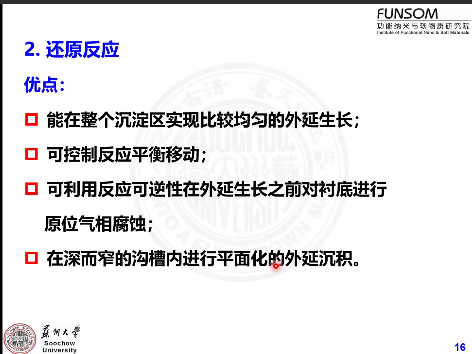 FUNSOM
功能纳米与软物质研究院
Institute of Functional Nano & Soft Materials
2. 还原反应
优点：
能在整个沉淀区实现比较均匀的外延生长；
可控制反应平衡移动；
可利用反应可逆性在外延生长之前对衬底进行
原位气相腐蚀；
在深而窄的沟槽内进行平面化的外延沉积。
苏州大学
Soochow
University
16